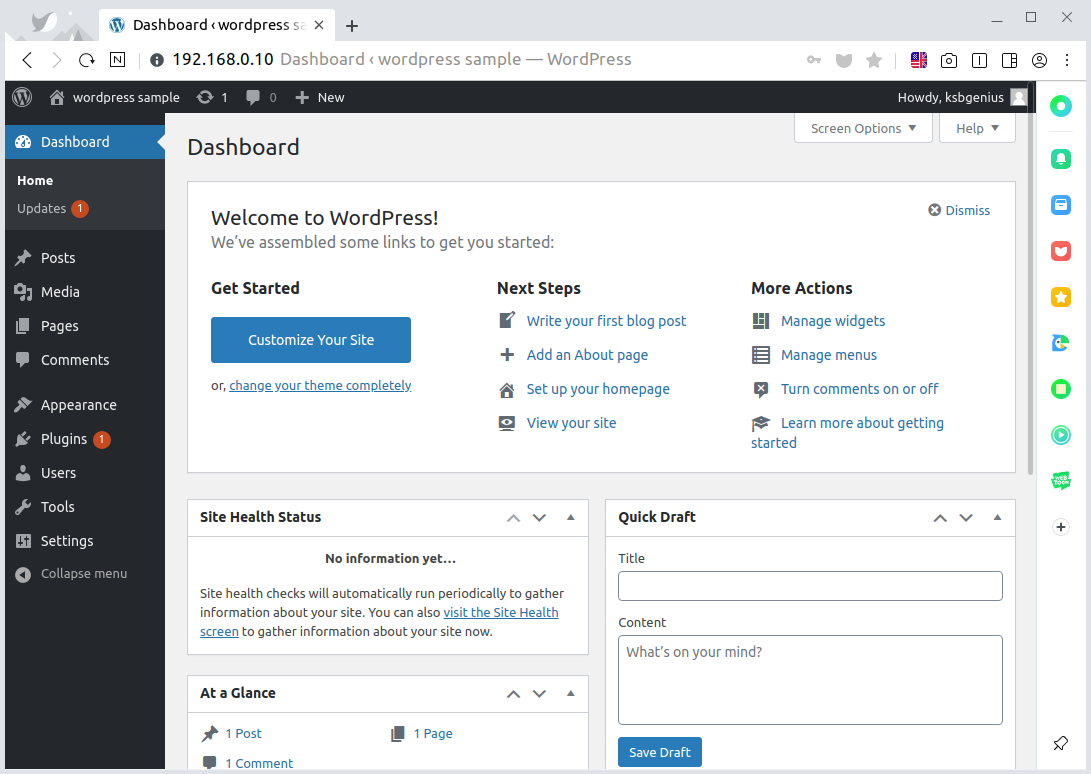 Dashboard ‹ wordpress sa
192.168.0.10 Dashboard ‹ wordpress sample — WordPress
wordpress sample 1 0 New Howdy, ksbgenius
Screen Options Help
Dashboard
Home
Updates 1
Posts
Media
Pages
Comments
Appearance
Plugins 1
Users
Tools
Settings
Collapse menu
Dashboard
Welcome to WordPress!
Dismiss
We’ve assembled some links to get you started:
Get Started
Customize Your Site
or, change your theme completely
Next Steps
Write your first blog post
Add an About page
Set up your homepage
View your site
More Actions
Manage widgets
Manage menus
Turn comments on or off
Learn more about getting
started
Site Health Status
No information yet…
Site health checks will automatically run periodically to gather
information about your site. You can also visit the Site Health
screen to gather information about your site now.
At a Glance
1 Post
1 Page
1 Comment
Quick Draft
Title
Content
What’s on your mind?
Save Draft
WEB
TOON